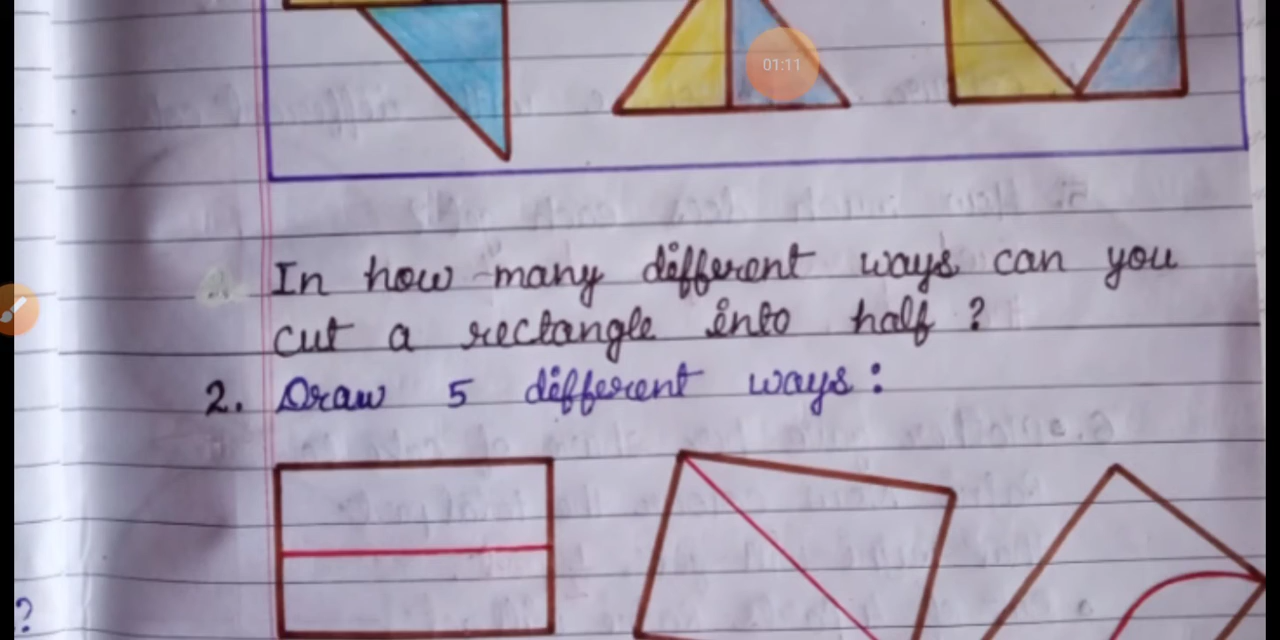 01:11
In how many different ways can you
cut a rectangle into half ?
2. Draw 5 different ways :
?